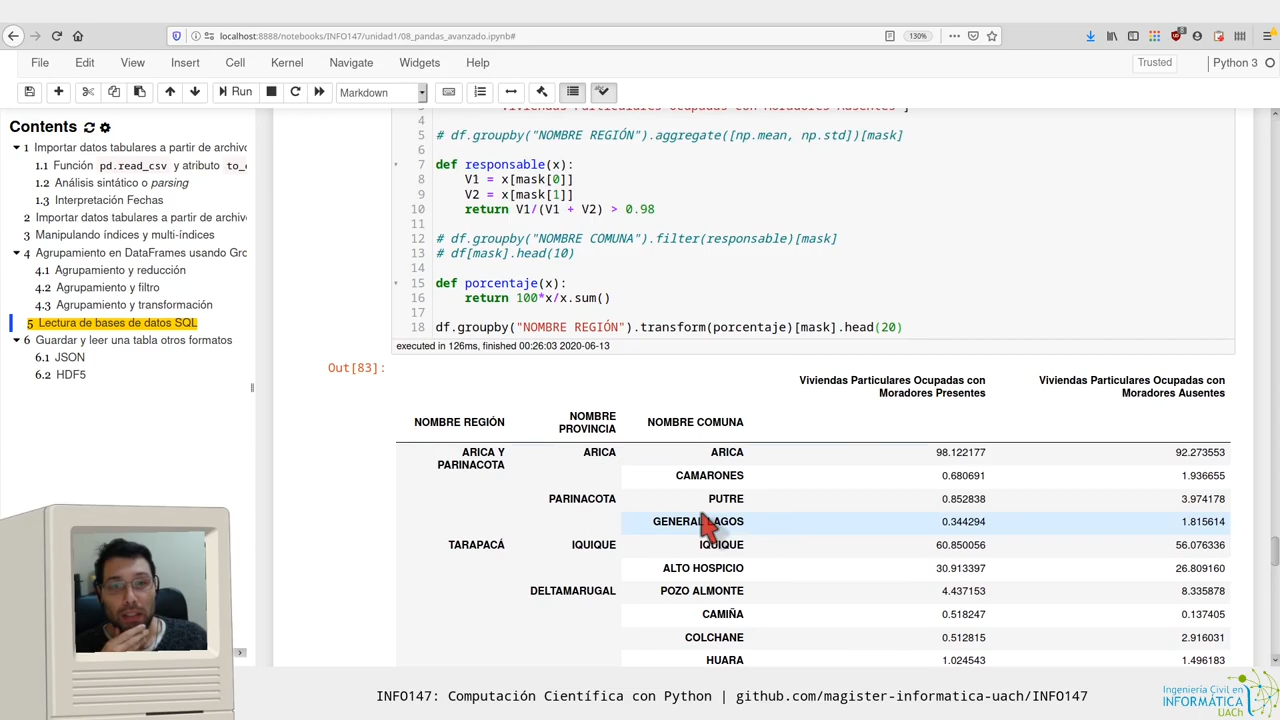 localhost:8888/notebooks/INFO147/unidad1/08_pandas_avanzado.ipynb#
130%
File Edit View Insert Cell Kernel Navigate Widgets Help
Trusted
Python 3
Run
Markdown
Contents
1 Importar datos tabulares a partir de archivo
1.1 Función pd.read_csv y atributo to_
1.2 Análisis sintático o parsing
1.3 Interpretación Fechas
2 Importar datos tabulares a partir de archivo
3 Manipulando índices y multi-índices
4 Agrupamiento en DataFrames usando Gro
4.1 Agrupamiento y reducción
4.2 Agrupamiento y filtro
4.3 Agrupamiento y transformación
5 Lectura de bases de datos SQL
6 Guardar y leer una tabla otros formatos
6.1 JSON
6.2 HDF5
"Viviendas Particulares Ocupadas con Moradores Ausentes"]
4
5 # df.groupby("NOMBRE REGIÓN").aggregate([np.mean, np.std])[mask]
6
7 def responsable(x):
8 V1 = x[mask[0]]
9 V2 = x[mask[1]]
10 return V1/(V1 + V2) > 0.98
11
12 # df.groupby("NOMBRE COMUNA").filter(responsable)[mask]
13 # df[mask].head(10)
14
15 def porcentaje(x):
16 return 100*x/x.sum()
17
18 df.groupby("NOMBRE REGIÓN").transform(porcentaje)[mask].head(20)
executed in 126ms, finished 00:26:03 2020-06-13
Out[83]:
Viviendas Particulares Ocupadas con Moradores Presentes
Viviendas Particulares Ocupadas con Moradores Ausentes
NOMBRE REGIÓN NOMBRE PROVINCIA NOMBRE COMUNA
ARICA Y PARINACOTA ARICA ARICA 98.122177 92.273553
CAMARONES 0.680691 1.936655
PARINACOTA PUTRE 0.852838 3.974178
GENERAL LAGOS 0.344294 1.815614
TARAPACÁ IQUIQUE IQUIQUE 60.850056 56.076336
ALTO HOSPICIO 30.913397 26.809160
DELTAMARUGAL POZO ALMONTE 4.437153 8.335878
CAMIÑA 0.518247 0.137405
COLCHANE 0.512815 2.916031
HUARA 1.024543 1.496183
INFO147: Computación Científica con Python | github.com/magister-informatica-uach/INFO147
Ingeniería Civil en
INFORMÁTICA
UACh